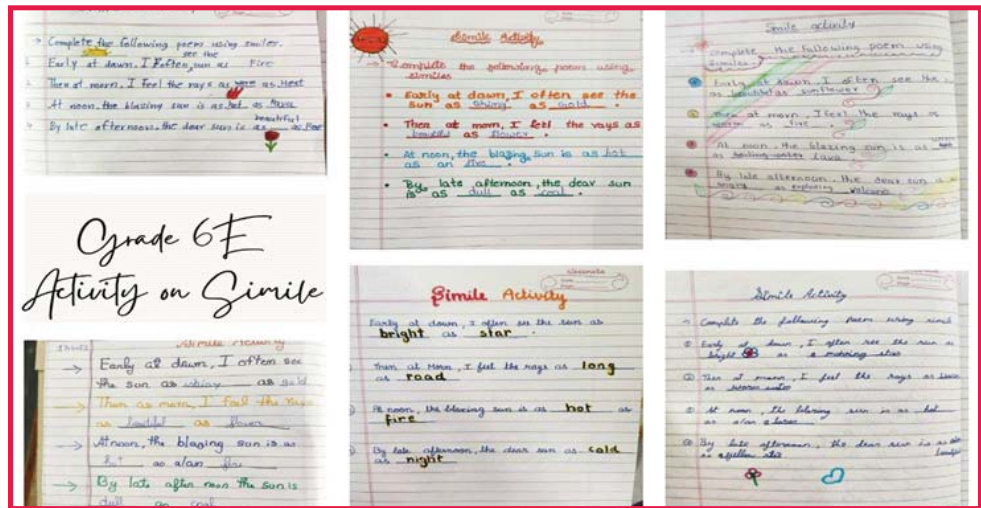 Complete the following poem using similes.
see the
Early at dawn, I often, sun as Fire
Then at morn, I feel the rays as as Heat
At noon, the blazing sun is as hot as lava
beautiful
By late afternoon, the dear sun is as as
Grade 6E
Activity on Simile
Simile Activity
Early at dawn, I often see
the sun as shiny as gold
Then as morn, I feel the rays
as beautiful as flower
At noon, the blazing sun is as
hot as alan fire
By late after noon the sun is
dull as coal
Simile Activity
Complete the following poem using
similes
Early at dawn, I often see the
sun as shiny as gold.
Then at morn, I feel the rays as
beautiful as flower.
At noon, the blazing sun is as hot
as an fire.
By late afternoon, the dear sun
is as dull as coal.
Simile Activity
Early at dawn, I often see the sun as
bright as star.
Then at Morn, I feel the rays as long
as road
At noon, the blazing sun is as hot as
fire
By late afternoon, the dear sun as cold
as night
Simile activity
Complete the following poem using
similes.
Early at dawn, I often see the
as beautiful as sunflower
Then at morn, I feel the rays as
warm as fire.
At noon, the blazing sun is as
as boiling water lava
By late afternoon, the dear sun is
angry as exploding volcano
Simile Activity
Complete the following poem using
Early at dawn, I often see the sun as
bright as a morning star
Then at morn, I feel the rays as
as warm water
At noon, the blazing sun is as hot
as alan
By late afternoon, the dear sun is as
as yellow